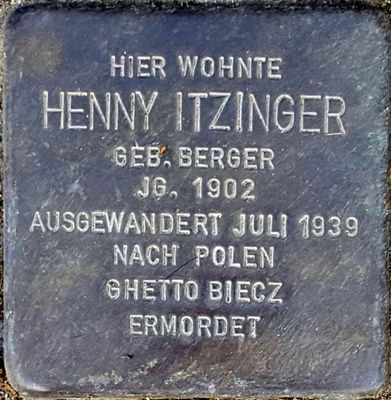 HIER WOHNTE
HENNY ITZINGER
GEB. BERGER
JG. 1902
AUSGEWANDERT JULI 1939
NACH POLEN
GHETTO BIECZ
ERMORDET